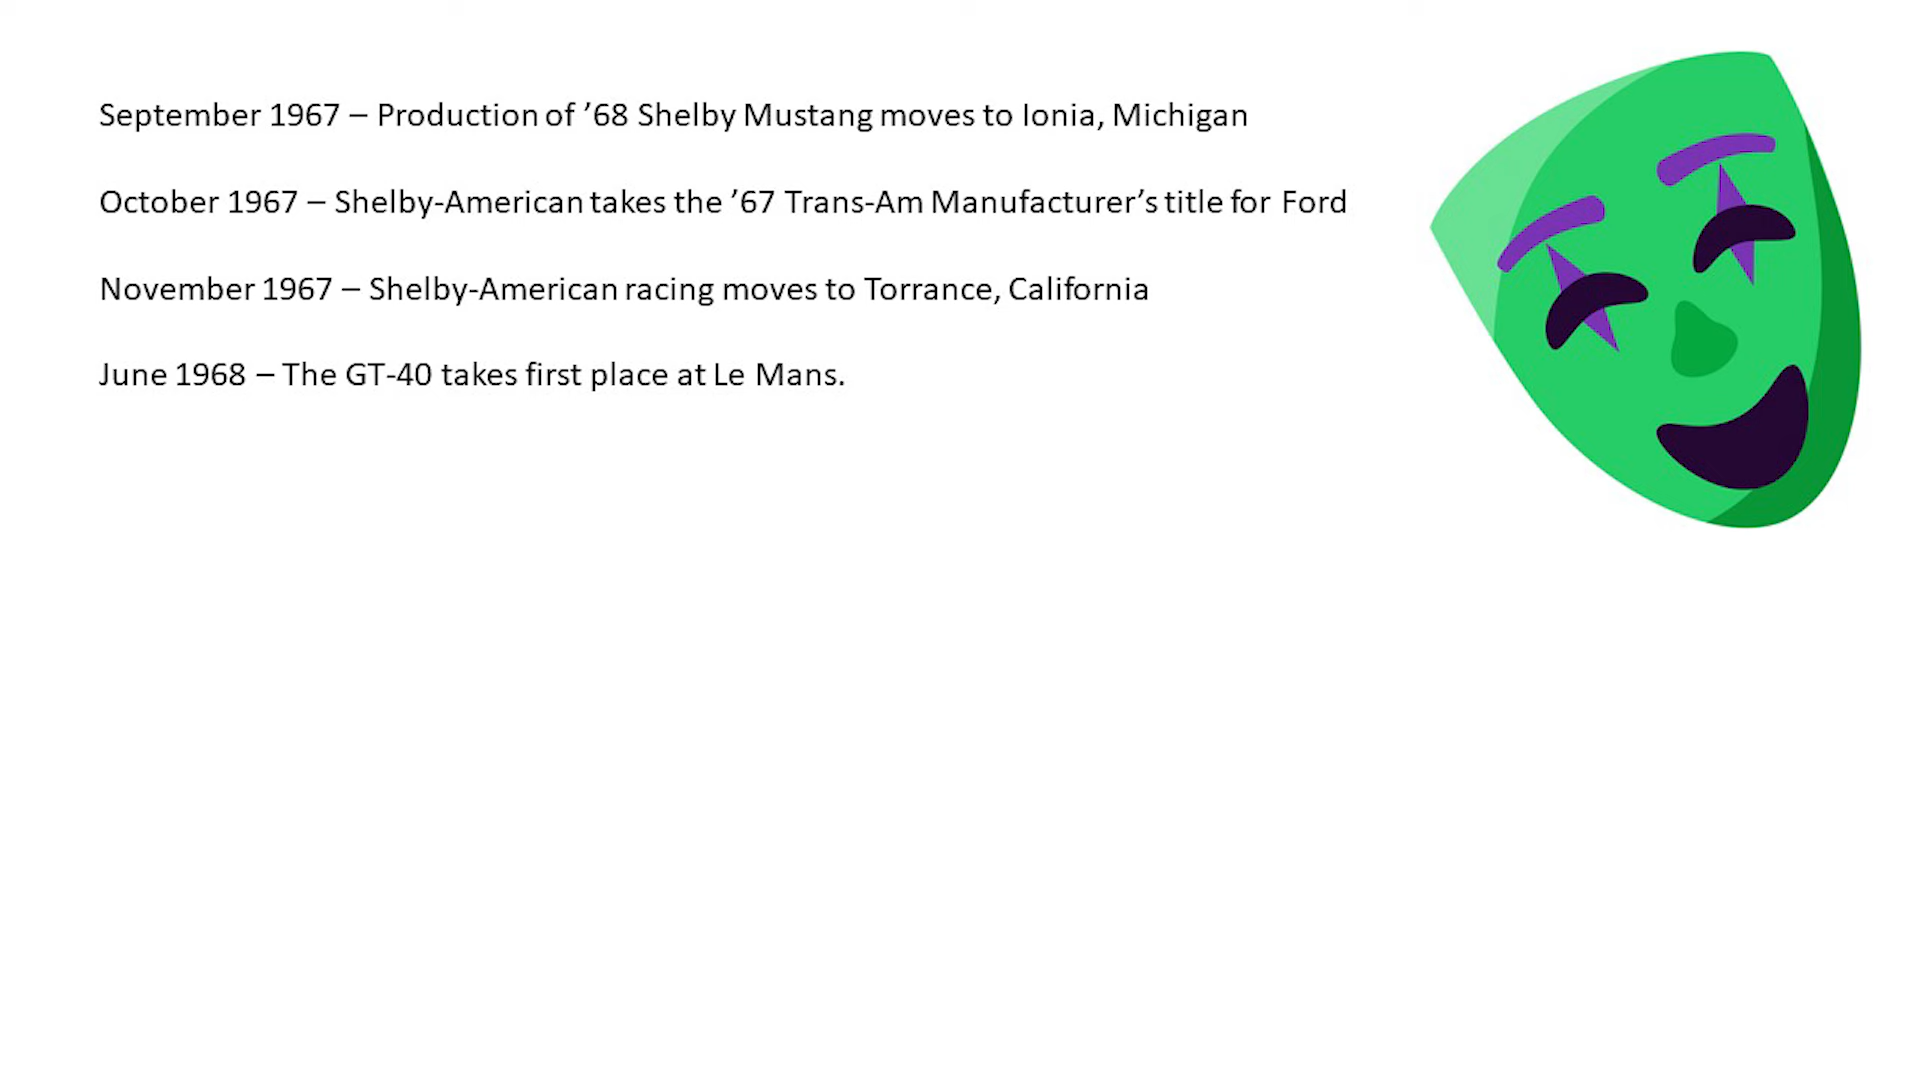 September 1967 – Production of ’68 Shelby Mustang moves to Ionia, Michigan
October 1967 – Shelby-American takes the ’67 Trans-Am Manufacturer’s title for Ford
November 1967 – Shelby-American racing moves to Torrance, California
June 1968 – The GT-40 takes first place at Le Mans.